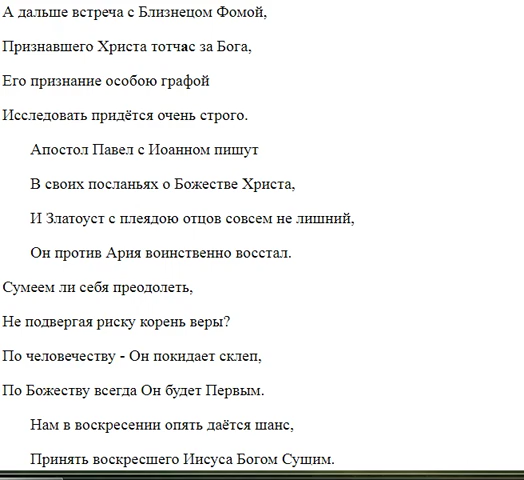 А дальше встреча с Близнецом Фомой,
Признавшего Христа тотчас за Бога,
Его признание особою графой
Исследовать придётся очень строго.
Апостол Павел с Иоанном пишут
В своих посланьях о Божестве Христа,
И Златоуст с плеядою отцов совсем не лишний,
Он против Ария воинственно восстал.
Сумеем ли себя преодолеть,
Не подвергая риску корень веры?
По человечеству - Он покидает склеп,
По Божеству всегда Он будет Первым.
Нам в воскресении опять даётся шанс,
Принять воскресшего Иисуса Богом Сущим.